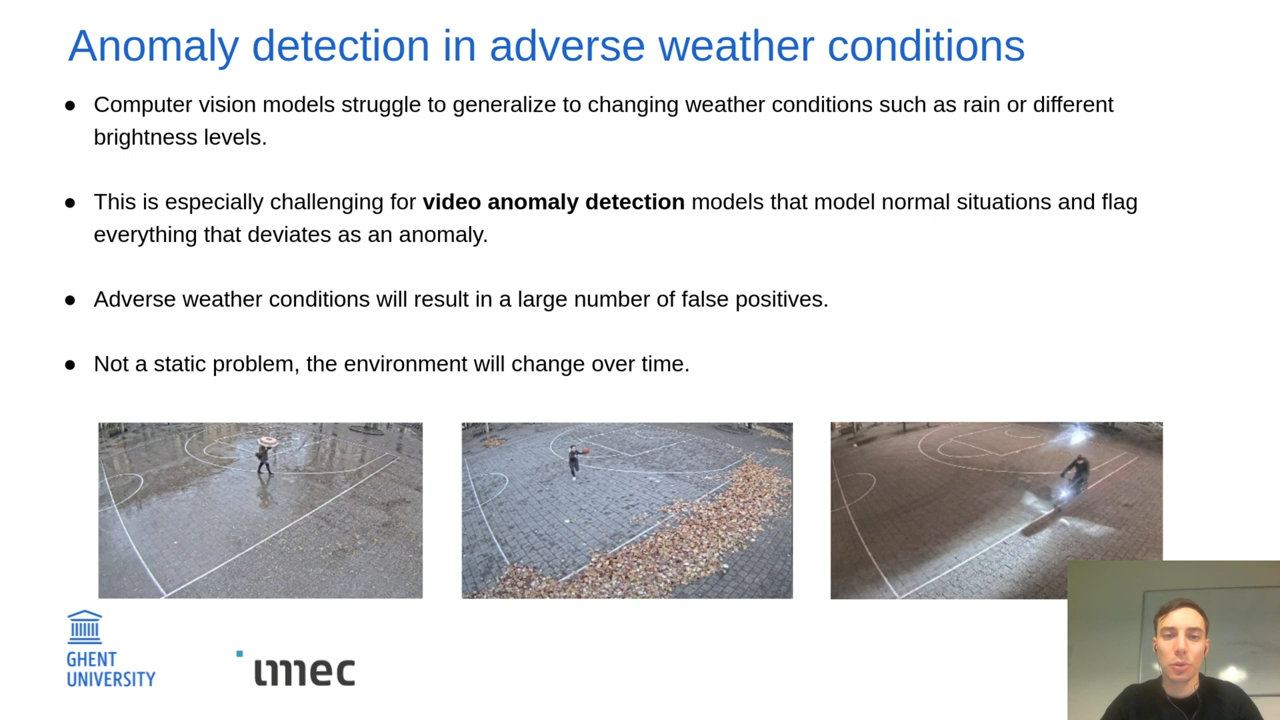 Anomaly detection in adverse weather conditions
● Computer vision models struggle to generalize to changing weather conditions such as rain or different
brightness levels.
● This is especially challenging for video anomaly detection models that model normal situations and flag
everything that deviates as an anomaly.
● Adverse weather conditions will result in a large number of false positives.
● Not a static problem, the environment will change over time.
GHENT
UNIVERSITY
imec